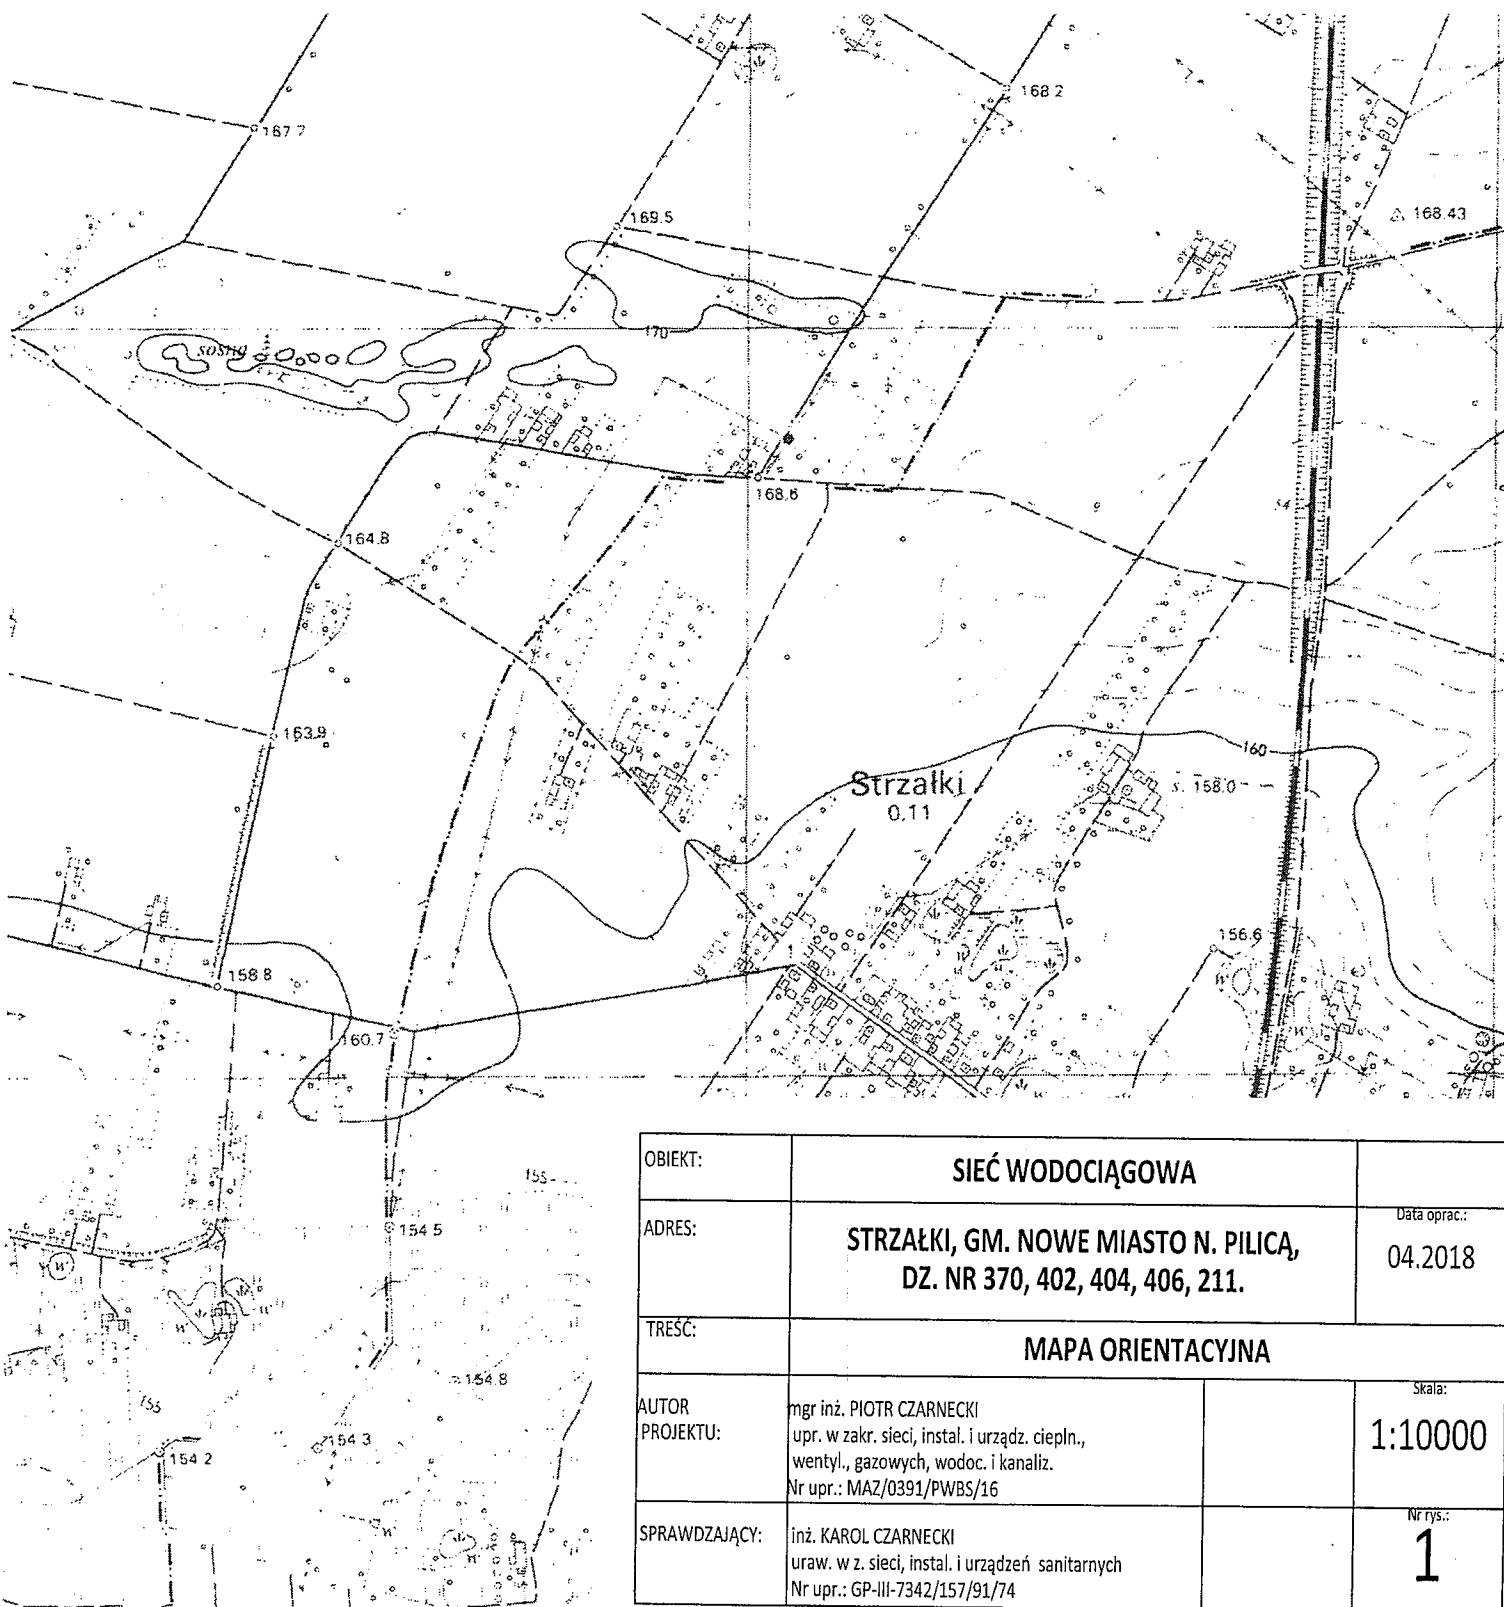 168.2
167.7
169.5
168.43
170
sosna
168.6
54
164.8
163.9
160
Strzałki
0.11
s. 158.0
156.6
158.8
160.7
155
154.5
154.8
155
154.3
154.2
OBIEKT:
SIEĆ WODOCIĄGOWA
ADRES:
STRZAŁKI, GM. NOWE MIASTO N. PILICĄ,
DZ. NR 370, 402, 404, 406, 211.
Data oprac.:
04.2018
TREŚĆ:
MAPA ORIENTACYJNA
AUTOR
PROJEKTU:
mgr inż. PIOTR CZARNECKI
upr. w zakr. sieci, instal. i urządz. ciepln.,
wentyl., gazowych, wodoc. i kanaliz.
Nr upr.: MAZ/0391/PWBS/16
Skala:
1:10000
SPRAWDZAJĄCY:
inż. KAROL CZARNECKI
uraw. w z. sieci, instal. i urządzeń sanitarnych
Nr upr.: GP-III-7342/157/91/74
Nr rys.:
1